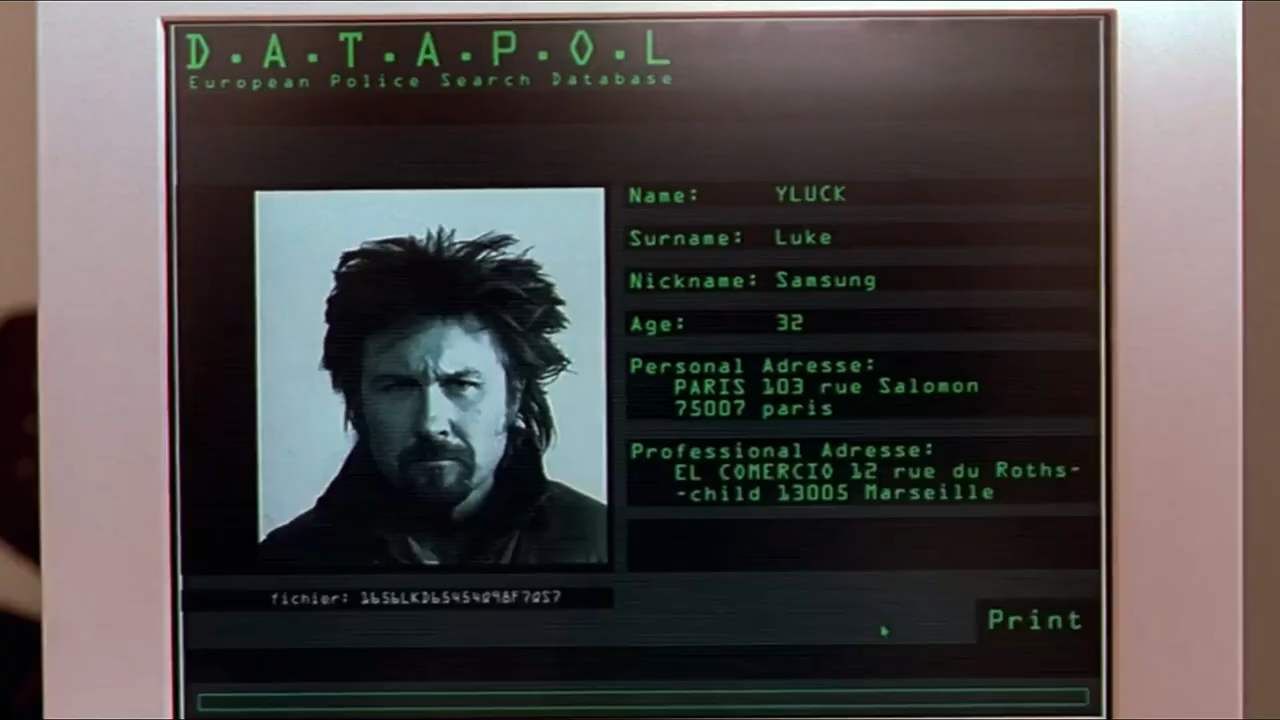 D.A.T.A.P.O.L
European Police Search Database
Name: YLUCK
Surname: Luke
Nickname: Samsung
Age: 32
Personal Adresse:
PARIS 103 rue Salomon
75007 paris
Professional Adresse:
EL COMERCIO 12 rue du Roths-
-child 13005 Marseille
fichier:
Print